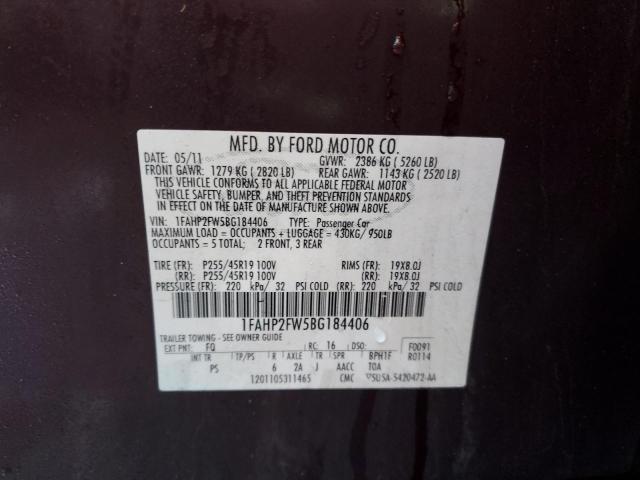 MFD. BY FORD MOTOR CO.
DATE: 05/11 GVWR: 2386 KG ( 5260 LB)
FRONT GAWR: 1279 KG ( 2820 LB) REAR GAWR: 1143 KG ( 2520 LB)
THIS VEHICLE CONFORMS TO ALL APPLICABLE FEDERAL MOTOR
VEHICLE SAFETY, BUMPER, AND THEFT PREVENTION STANDARDS
IN EFFECT ON THE DATE OF MANUFACTURE SHOWN ABOVE.
VIN: 1FAHP2FW5BG184406 TYPE: Passenger Car
MAXIMUM LOAD = OCCUPANTS + LUGGAGE = 430KG/ 950LB
OCCUPANTS = 5 TOTAL; 2 FRONT, 3 REAR
TIRE (FR): P255/45R19 100V RIMS (FR): 19X8.0J
(RR): P255/45R19 100V (RR): 19X8.0J
PRESSURE (FR): 220 kPa/ 32 PSI COLD (RR): 220 kPa/ 32 PSI COLD
1FAHP2FW5BG184406
TRAILER TOWING - SEE OWNER GUIDE F0091
EXT PNT: FQ RC: 16 DSO: R0114
INT TR TP/PS R AXLE TR SPR BPH1F
PS 6 2A J AACC TOA
1201105311465 CMC VSUSA-5420472-AA